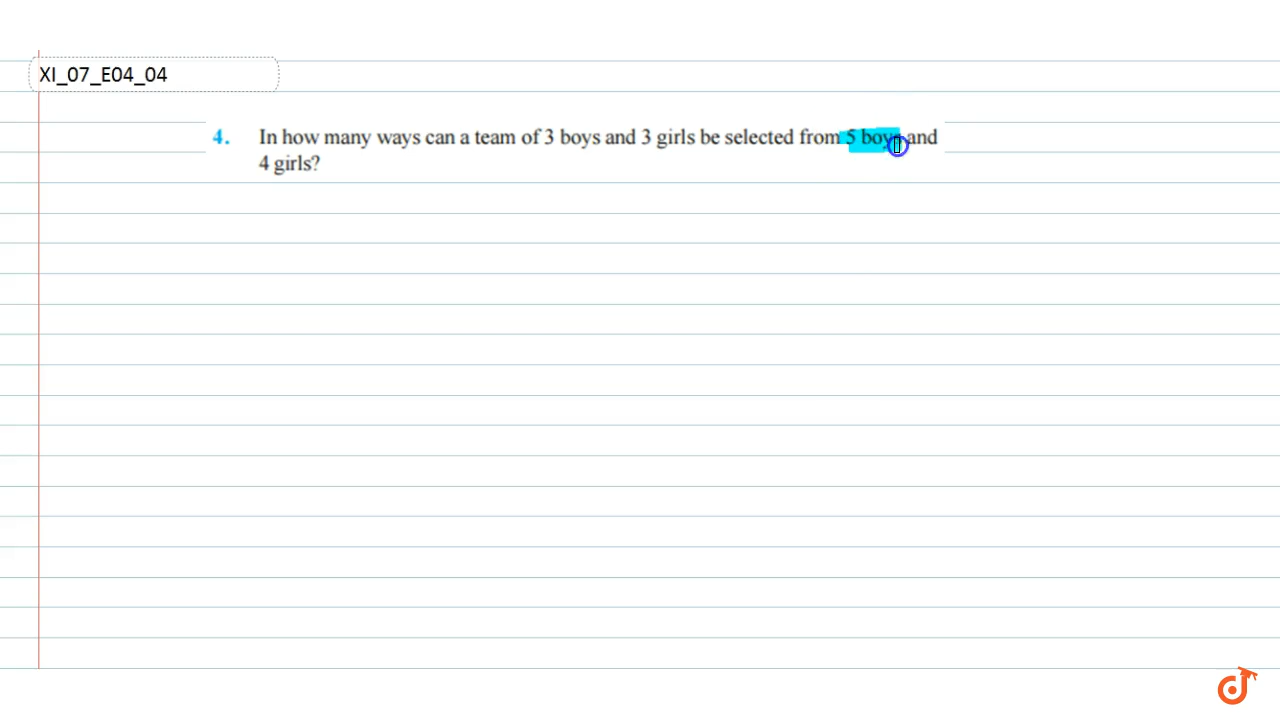 XI_07_E04_04
4. In how many ways can a team of 3 boys and 3 girls be selected from 5 boys and
4 girls?